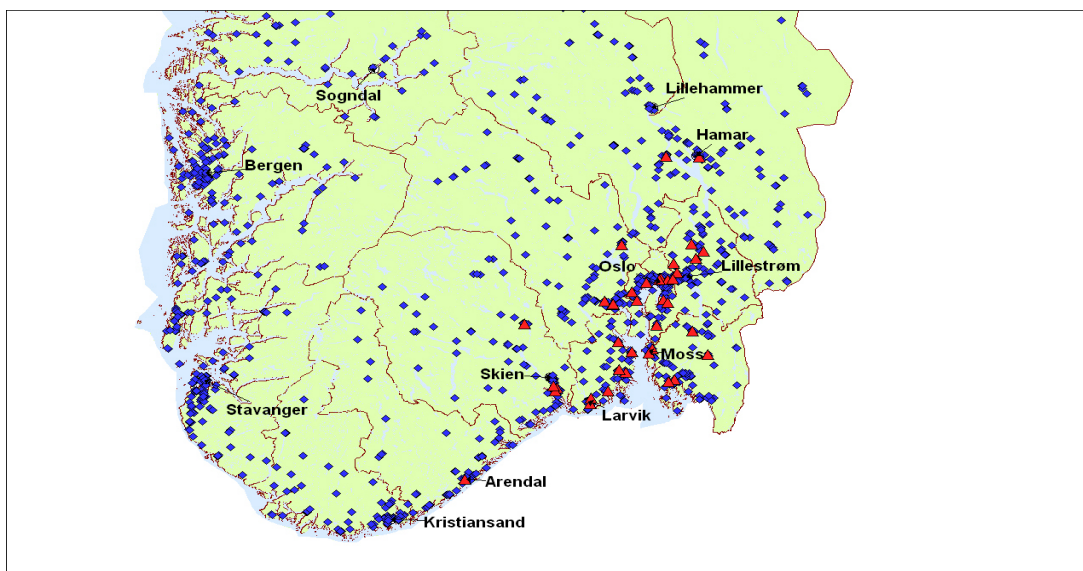 Sogndal
Lillehammer
Hamar
Bergen
Oslo
Lillestrøm
Moss
Skien
Stavanger
Larvik
Arendal
Kristiansand